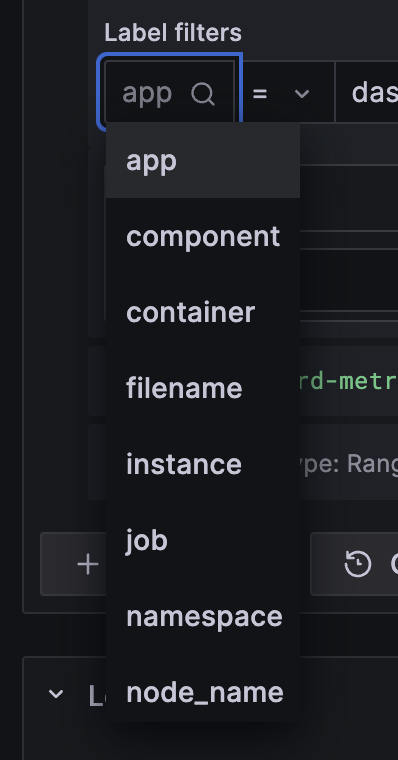 Label filters
app = das
app
component
container
filename
rd-metr
instance
ype: Rang
job
namespace
node_name